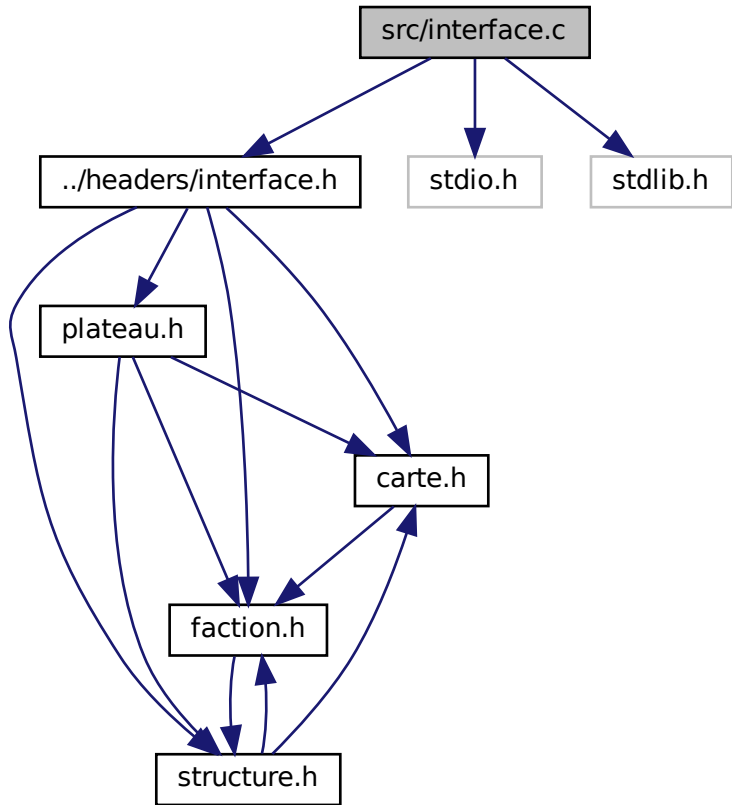 src/interface.c
../headers/interface.h
stdio.h
stdlib.h
plateau.h
carte.h
faction.h
structure.h